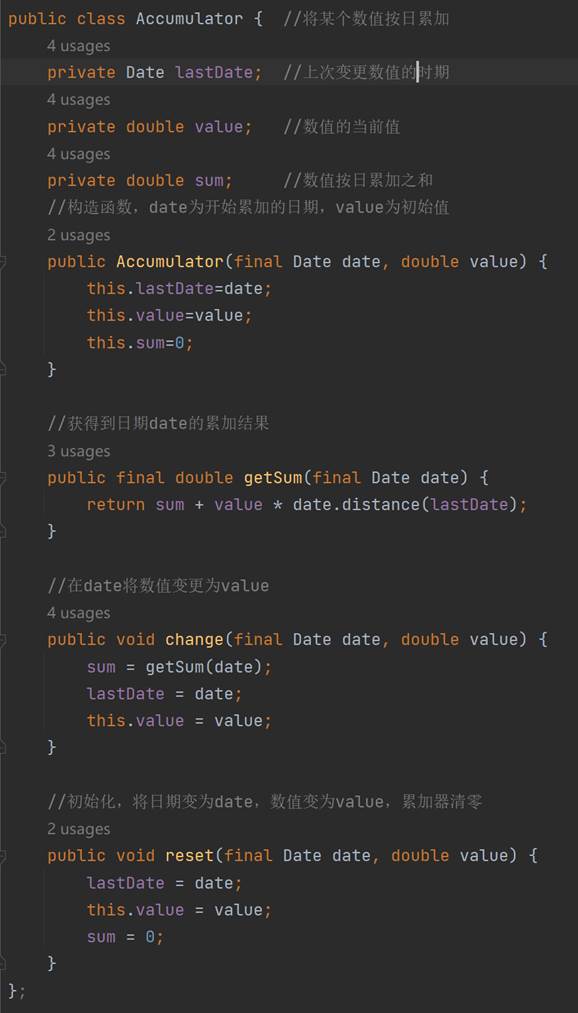 public class Accumulator {  //将某个数值按日累加
4 usages
private Date lastDate;  //上次变更数值的时期
4 usages
private double value;   //数值的当前值
4 usages
private double sum;     //数值按日累加之和
//构造函数，date为开始累加的日期，value为初始值
2 usages
public Accumulator(final Date date, double value) {
this.lastDate=date;
this.value=value;
this.sum=0;
}
//获得到日期date的累加结果
3 usages
public final double getSum(final Date date) {
return sum + value * date.distance(lastDate);
}
//在date将数值变更为value
4 usages
public void change(final Date date, double value) {
sum = getSum(date);
lastDate = date;
this.value = value;
}
//初始化，将日期变为date，数值变为value，累加器清零
2 usages
public void reset(final Date date, double value) {
lastDate = date;
this.value = value;
sum = 0;
}
};